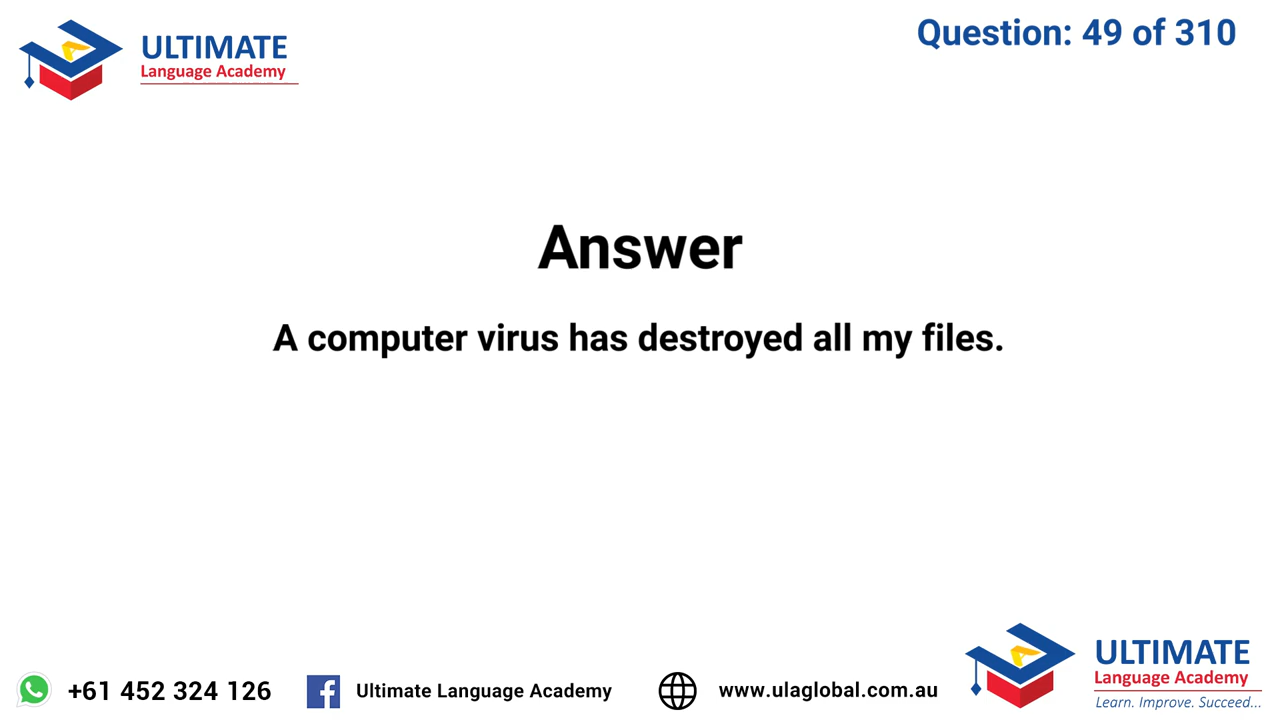 ULTIMATE
Language Academy
Question: 49 of 310
Answer
A computer virus has destroyed all my files.
+61 452 324 126
Ultimate Language Academy
www.ulaglobal.com.au
ULTIMATE
Language Academy
Learn. Improve. Succeed...